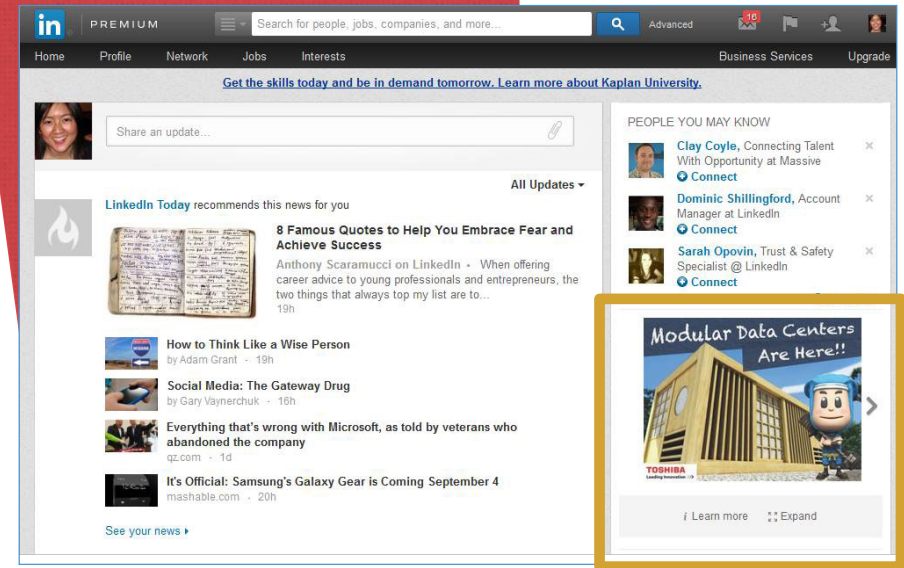 in PREMIUM Search for people, jobs, companies, and more... Advanced 16
Home Profile Network Jobs Interests Business Services Upgrade
Get the skills today and be in demand tomorrow. Learn more about Kaplan University.
Share an update...
All Updates
LinkedIn Today recommends this news for you
8 Famous Quotes to Help You Embrace Fear and
Achieve Success
Anthony Scaramucci on LinkedIn - When offering
career advice to young professionals and entrepreneurs, the
two things that always top my list are to...
19h
How to Think Like a Wise Person
by Adam Grant - 19h
Social Media: The Gateway Drug
by Gary Vaynerchuk - 16h
Everything that's wrong with Microsoft, as told by veterans who
abandoned the company
qz.com - 1d
It's Official: Samsung's Galaxy Gear is Coming September 4
mashable.com - 20h
See your news
PEOPLE YOU MAY KNOW
Clay Coyle, Connecting Talent
With Opportunity at Massive
Connect
Dominic Shillingford, Account
Manager at LinkedIn
Connect
Sarah Opovin, Trust & Safety
Specialist @ LinkedIn
Connect
Modular Data Centers
Are Here!!
TOSHIBA
Leading Innovation >>>
i Learn more Expand